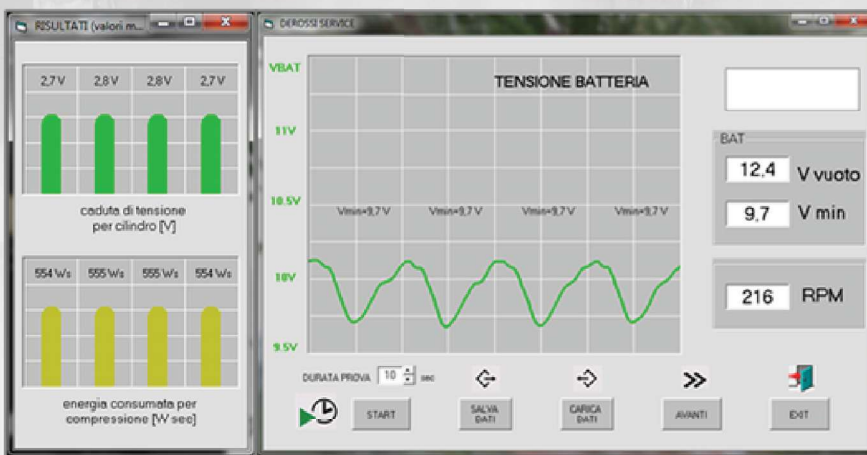 RISULTATI (valori m...
2,7 V 2,8 V 2,8 V 2,7 V
caduta di tensione
per cilindro [V]
554 Ws 555 Ws 555 Ws 554 Ws
energia consumata per
compressione [W sec]
DEROSSI SERVICE
VBAT
TENSIONE BATTERIA
11V
10.5V
Vmin=9,7 V Vmin=9,7 V Vmin=9,7 V Vmin=9,7 V
10V
9.5V
BAT
12,4 V vuoto
9,7 V min
216 RPM
DURATA PROVA 10 sec
START
SALVA
DATI
CARICA
DATI
AVANTI
EXIT